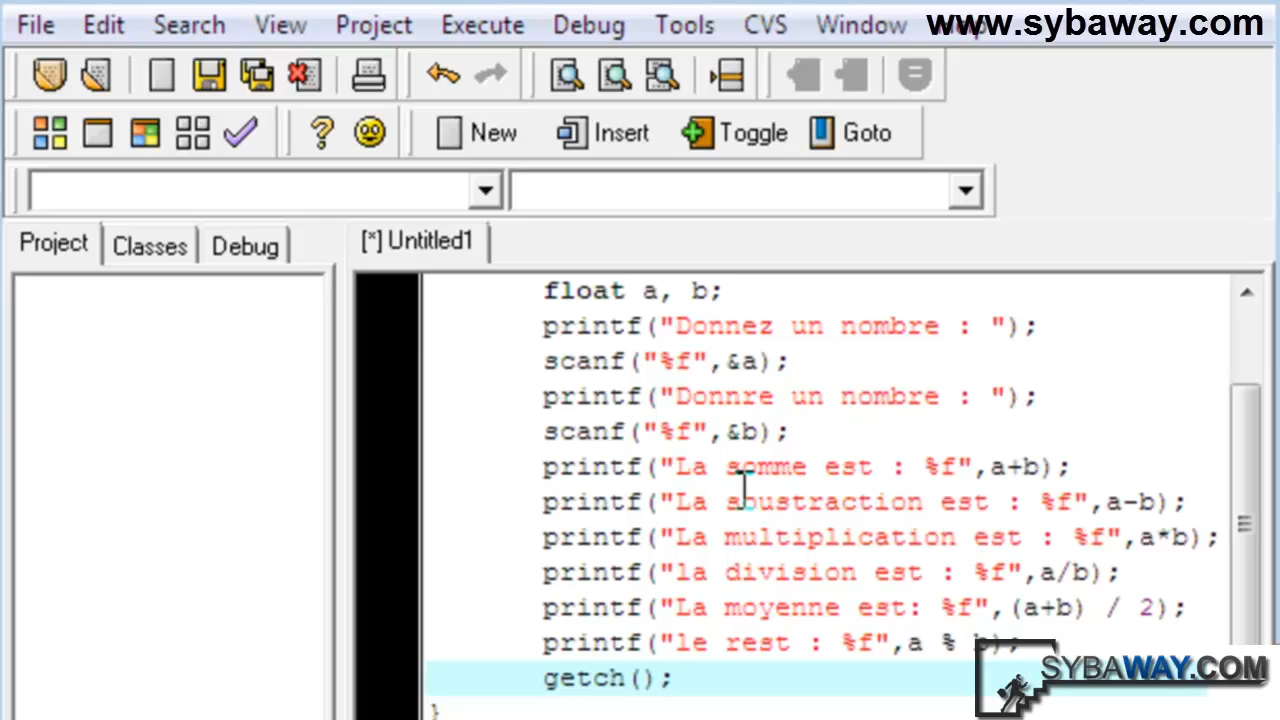 File Edit Search View Project Execute Debug Tools CVS Window Help
www.sybaway.com
New Insert Toggle Goto
Project Classes Debug [*] Untitled1
float a, b;
printf("Donnez un nombre : ");
scanf("%f",&a);
printf("Donnre un nombre : ");
scanf("%f",&b);
printf("La somme est : %f",a+b);
printf("La soustraction est : %f",a-b);
printf("La multiplication est : %f",a*b);
printf("la division est : %f",a/b);
printf("La moyenne est: %f",(a+b) / 2);
printf("le rest : %f",a % b);
getch();
}
SYBAWAY.COM